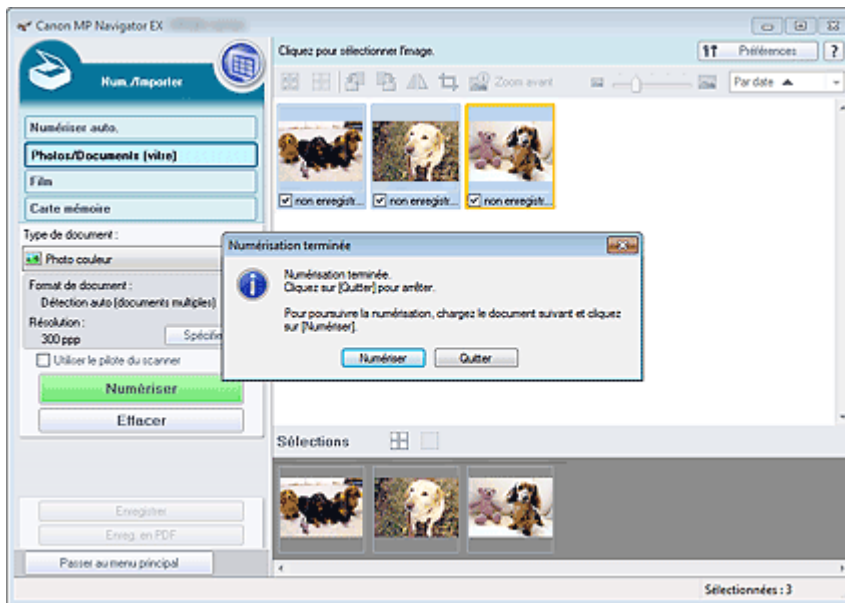 Canon MP Navigator EX
Num./Importer
Cliquez pour sélectionner l'image.
Préférences
?
Zoom avant
Par date
Numériser auto.
Photos/Documents (vitre)
Film
Carte mémoire
Type de document :
Photo couleur
Format de document :
Détection auto (documents multiples)
Résolution :
300 ppp
Spécifie
Utiliser le pilote du scanner
Numériser
Effacer
Enregistrer
Enreg. en PDF
Passer au menu principal
non enregistr...
non enregistr...
non enregistr...
Numérisation terminée
Numérisation terminée.
Cliquez sur [Quitter] pour arrêter.
Pour poursuivre la numérisation, chargez le document suivant et cliquez
sur [Numériser].
Numériser
Quitter
Sélections
Sélectionnées : 3